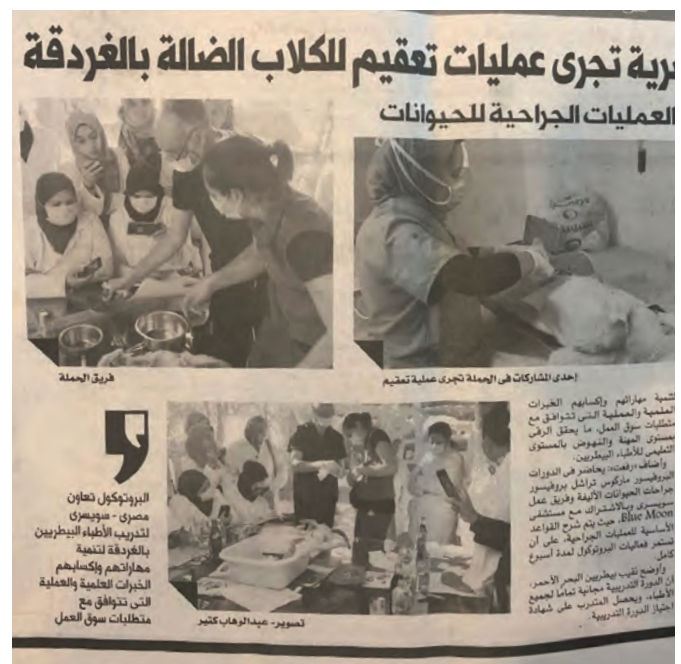 رية تجرى عمليات تعقيم للكلاب الضالة بالغردقة
العمليات الجراحية للحيوانات
إحدى المشاركات فى الحملة تجرى عملية تعقيم
فريق الحملة
لتنمية مهاراتهم وإكسابهم الخبرات
العلمية والعملية التى تتوافق مع
متطلبات سوق العمل، ما يحقق الرقى
بمستوى المهنة والنهوض بالمستوى
التعليمى للأطباء البيطريين.
وأضاف «رفعت»: يحاضر فى الدورات
البروفيسور ماركوس تراشل بروفيسور
جراحات الحيوانات الأليفة وفريق عمل
سويسرى وبالاشتراك مع مستشفى
Blue Moon، حيث يتم شرح القواعد
الأساسية للعمليات الجراحية، على أن
تستمر فعاليات البروتوكول لمدة أسبوع
كامل
وأوضح نقيب بيطريين البحر الأحمر،
أن الدورة التدريبية مجانية تماما لجميع
الأطباء، ويحصل المتدرب على شهادة
اجتياز الدورة التدريبية.
البروتوكول تعاون
مصرى - سويسرى
لتدريب الأطباء البيطريين
بالغردقة لتنمية
مهاراتهم وإكسابهم
الخبرات العلمية والعملية
التى تتوافق مع
متطلبات سوق العمل
تصوير- عبدالوهاب كتير